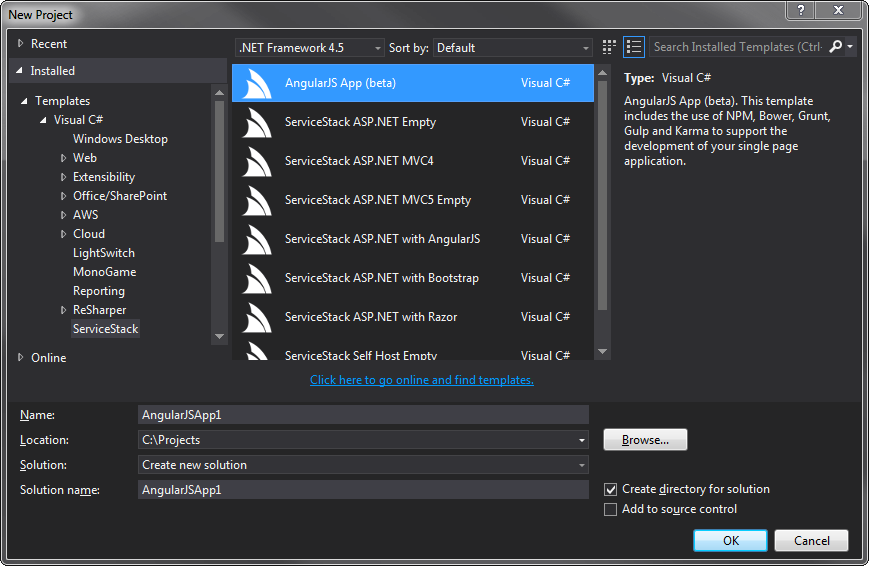 New Project
?
Recent
Installed
Templates
Visual C#
Windows Desktop
Web
Extensibility
Office/SharePoint
AWS
Cloud
LightSwitch
MonoGame
Reporting
ReSharper
ServiceStack
Online
.NET Framework 4.5
Sort by: Default
Search Installed Templates (Ctrl-
AngularJS App (beta) Visual C#
ServiceStack ASP.NET Empty Visual C#
ServiceStack ASP.NET MVC4 Visual C#
ServiceStack ASP.NET MVC5 Empty Visual C#
ServiceStack ASP.NET with AngularJS Visual C#
ServiceStack ASP.NET with Bootstrap Visual C#
ServiceStack ASP.NET with Razor Visual C#
ServiceStack Self Host Empty Visual C#
Click here to go online and find templates.
Type: Visual C#
AngularJS App (beta). This template
includes the use of NPM, Bower, Grunt,
Gulp and Karma to support the
development of your single page
application.
Name: AngularJSApp1
Location: C:\Projects
Browse...
Solution: Create new solution
Solution name: AngularJSApp1
Create directory for solution
Add to source control
OK
Cancel